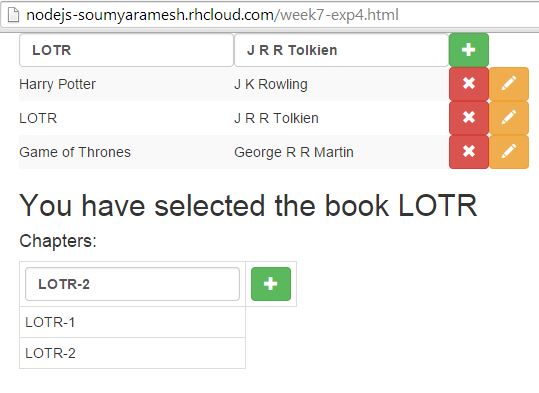 nodejs-soumyaramesh.rhcloud.com/week7-exp4.html
LOTR J R R Tolkien
Harry Potter J K Rowling
LOTR J R R Tolkien
Game of Thrones George R R Martin
You have selected the book LOTR
Chapters:
LOTR-2
LOTR-1
LOTR-2